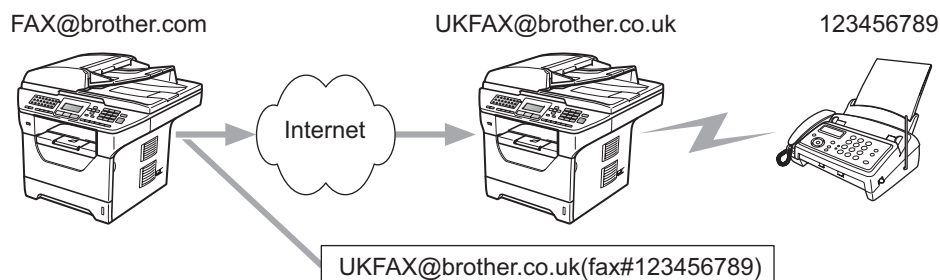 FAX@brother.com
UKFAX@brother.co.uk
123456789
Internet
UKFAX@brother.co.uk(fax#123456789)